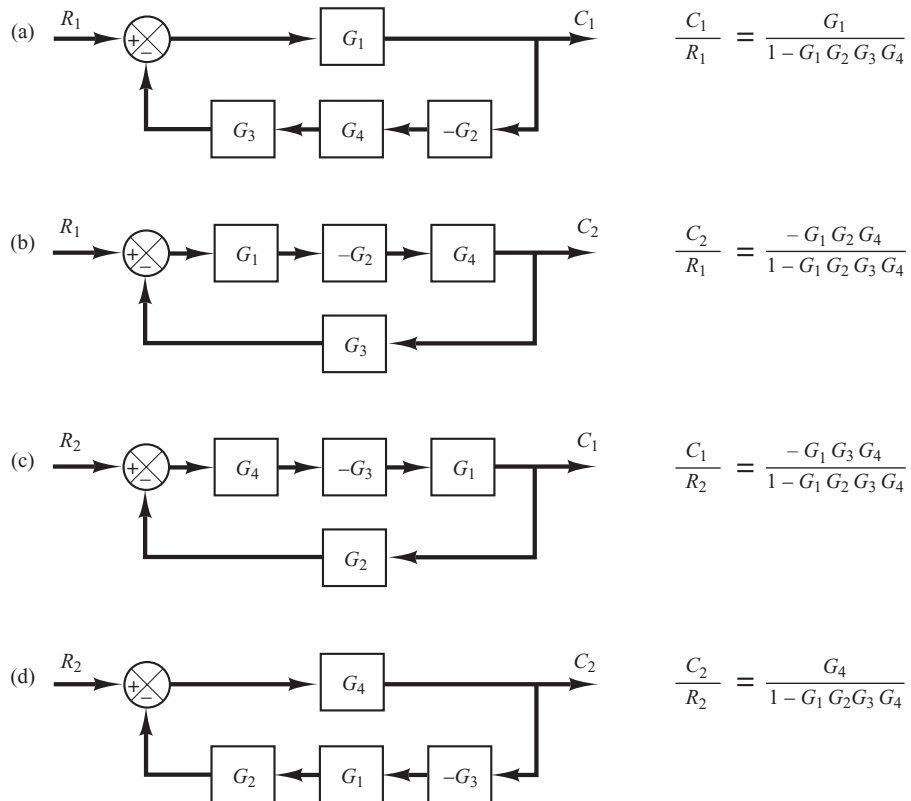 (a) R₁ + − G₁ C₁
G₃ G₄ –G₂
C₁ / R₁ = G₁ / 1 – G₁ G₂ G₃ G₄
(b) R₁ + − G₁ –G₂ G₄ C₂
G₃
C₂ / R₁ = – G₁ G₂ G₄ / 1 – G₁ G₂ G₃ G₄
(c) R₂ + − G₄ –G₃ G₁ C₁
G₂
C₁ / R₂ = – G₁ G₃ G₄ / 1 – G₁ G₂ G₃ G₄
(d) R₂ + − G₄ C₂
G₂ G₁ –G₃
C₂ / R₂ = G₄ / 1 – G₁ G₂G₃ G₄